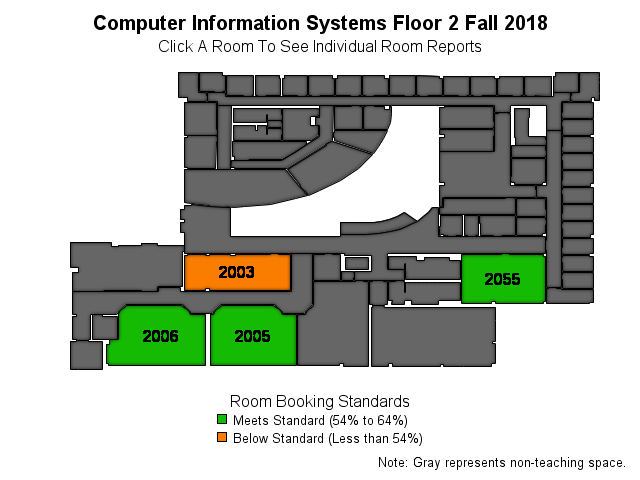 Computer Information Systems Floor 2 Fall 2018
Click A Room To See Individual Room Reports
2003
2055
2006
2005
Room Booking Standards
Meets Standard (54% to 64%)
Below Standard (Less than 54%)
Note: Gray represents non-teaching space.